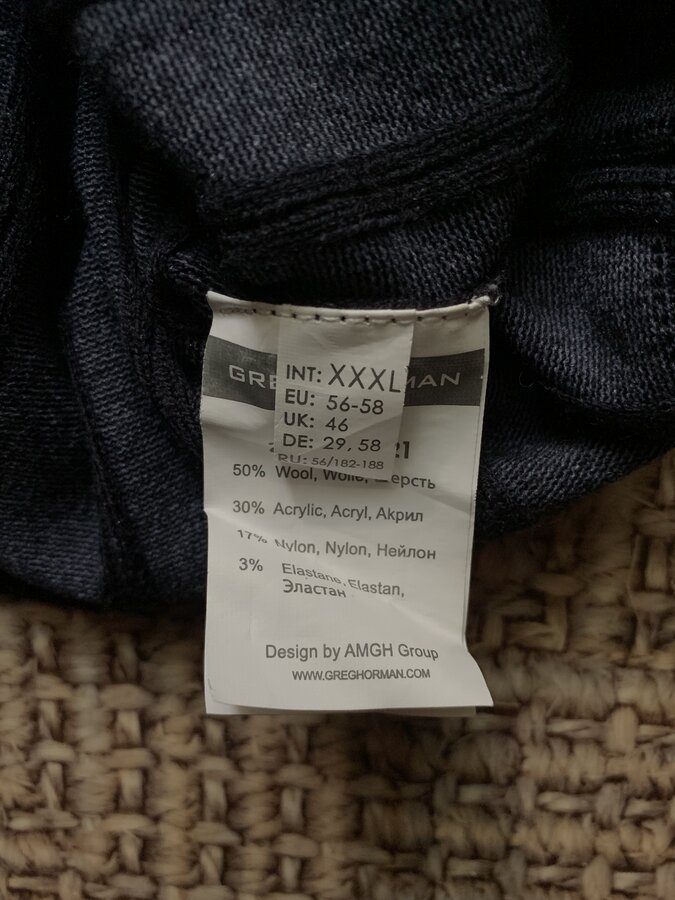 GRE MAN
INT: XXXL
EU: 56-58
UK: 46
DE: 29, 58
21
RU: 56/182-188
50% Wool, Wolle, Шерсть
30% Acrylic, Acryl, Акрил
17% Nylon, Nylon, Нейлон
3% Elastane, Elastan,
Эластан
Design by AMGH Group
WWW.GREGHORMAN.COM